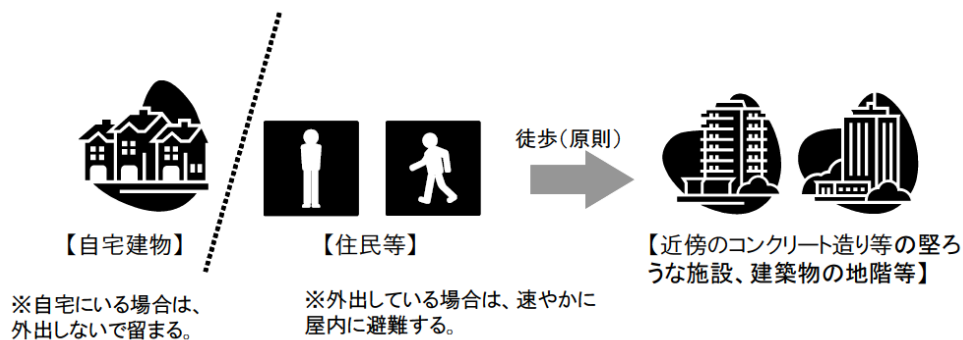 徒歩(原則)
【自宅建物】
【住民等】
【近傍のコンクリート造り等の堅ろ
うな施設、建築物の地階等】
※自宅にいる場合は、
外出しないで留まる。
※外出している場合は、速やかに
屋内に避難する。